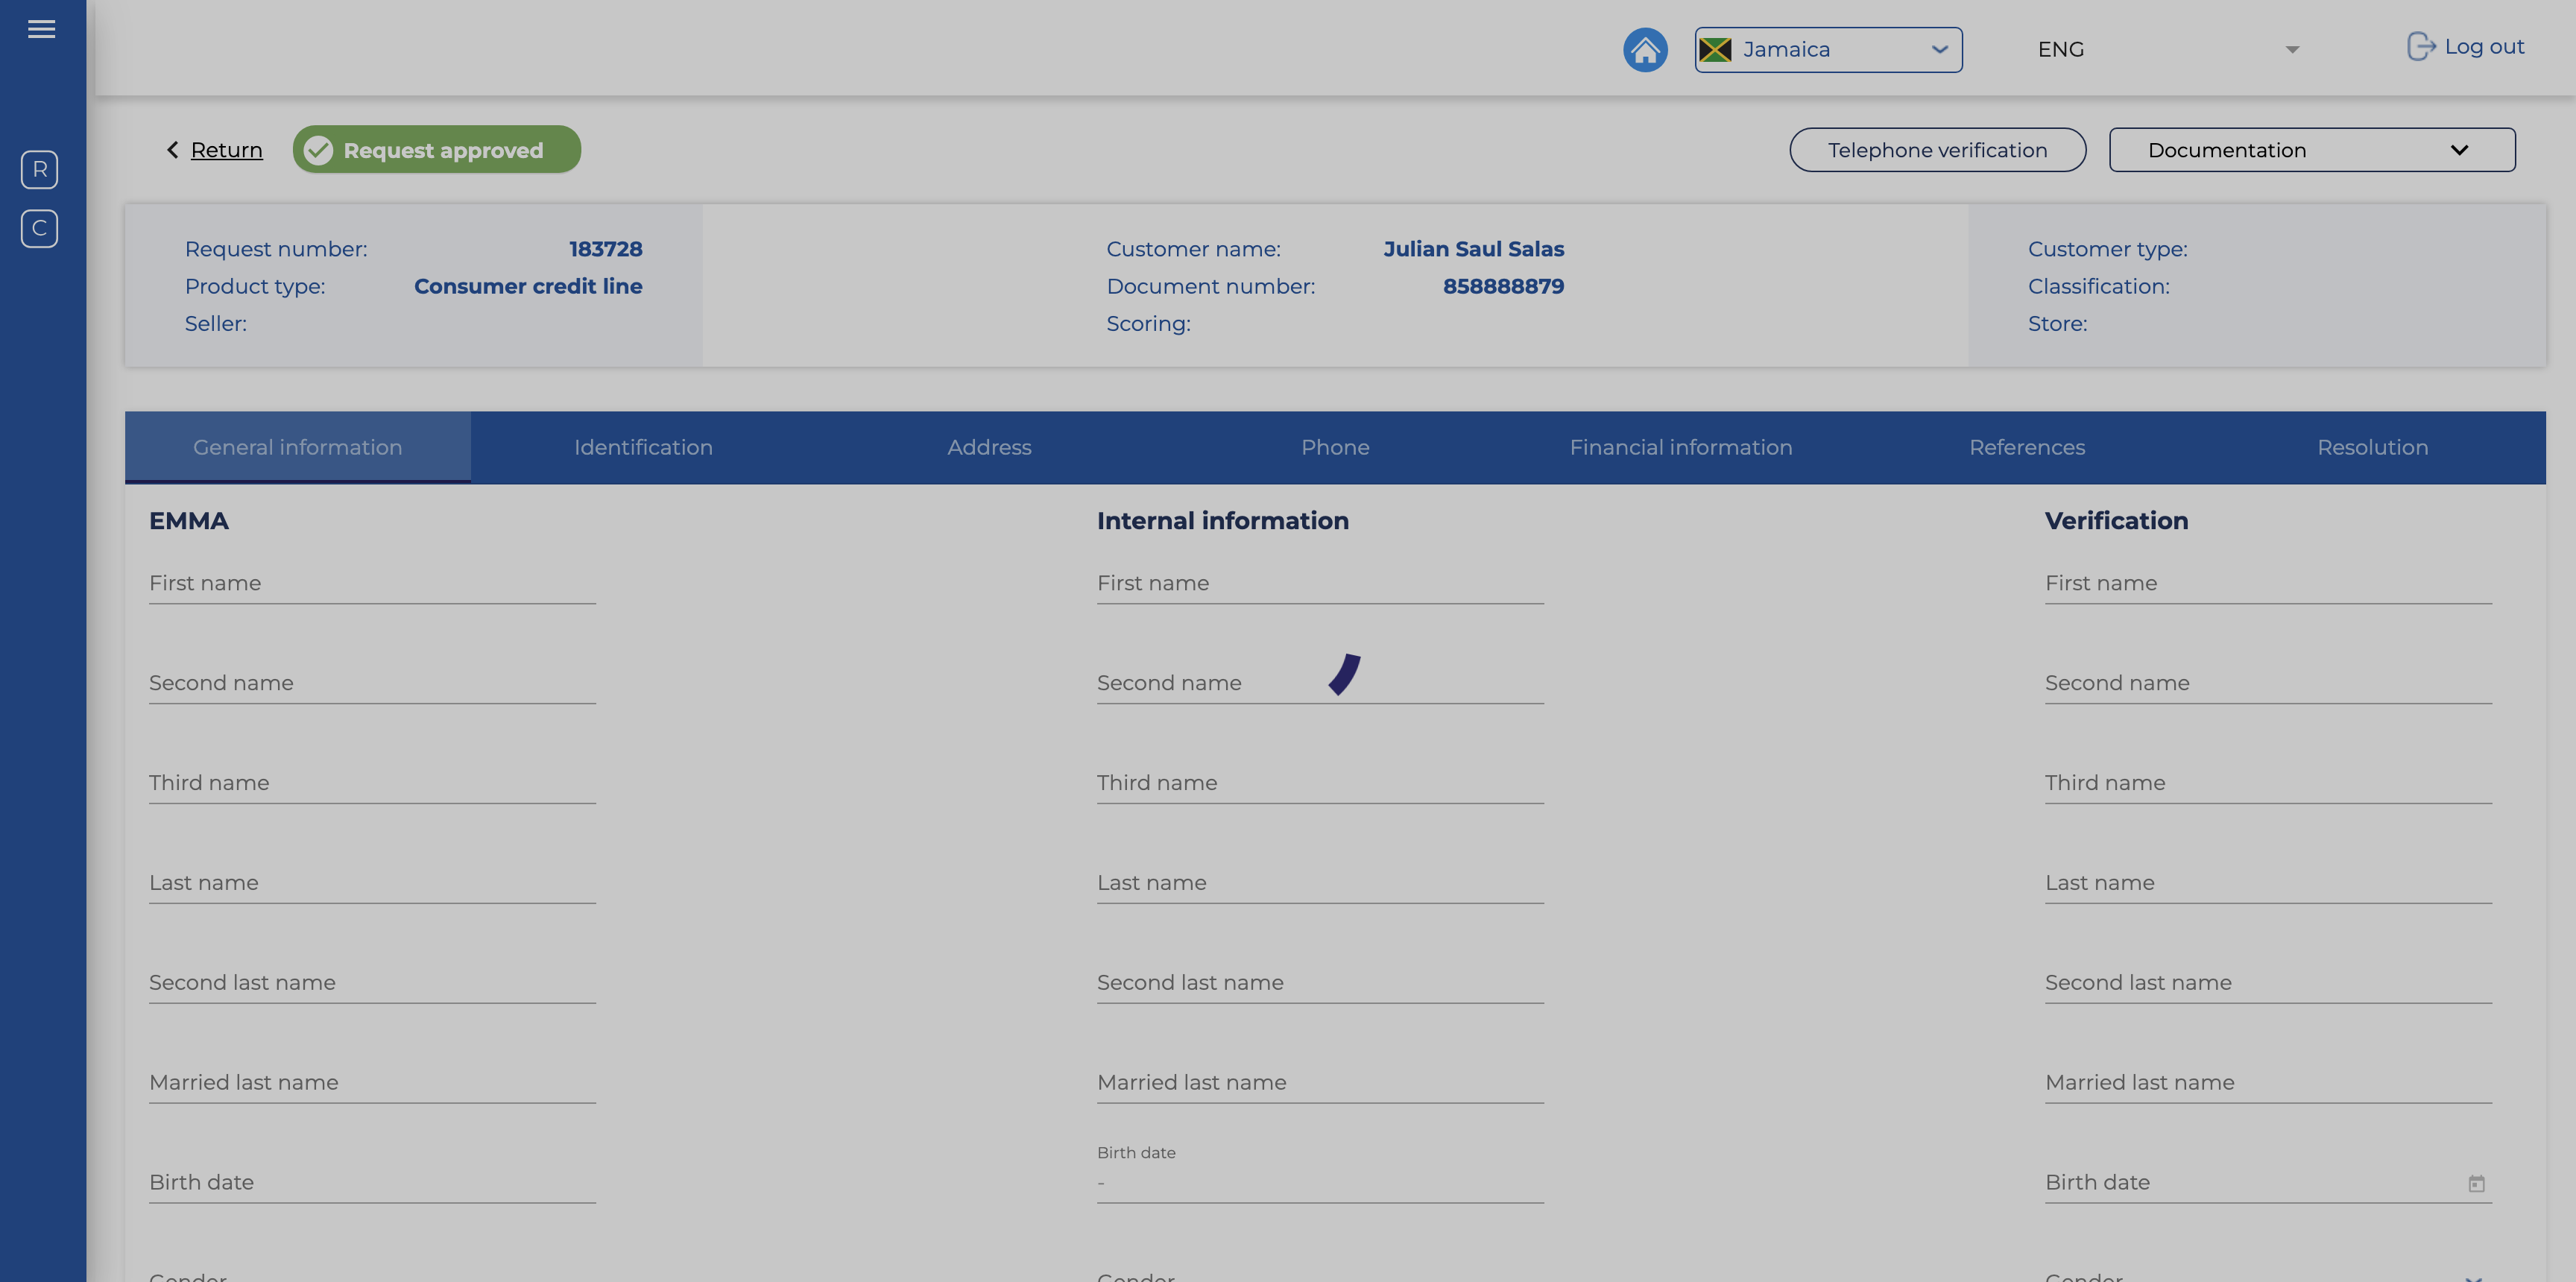 Jamaica
ENG
Log out
R
C
Return
Request approved
Telephone verification
Documentation
Request number: 183728
Product type: Consumer credit line
Seller:
Customer name: Julian Saul Salas
Document number: 858888879
Scoring:
Customer type:
Classification:
Store:
General information
Identification
Address
Phone
Financial information
References
Resolution
EMMA
First name
Second name
Third name
Last name
Second last name
Married last name
Birth date
Gender
Internal information
First name
Second name
Third name
Last name
Second last name
Married last name
Birth date
-
Gender
Verification
First name
Second name
Third name
Last name
Second last name
Married last name
Birth date
Gender